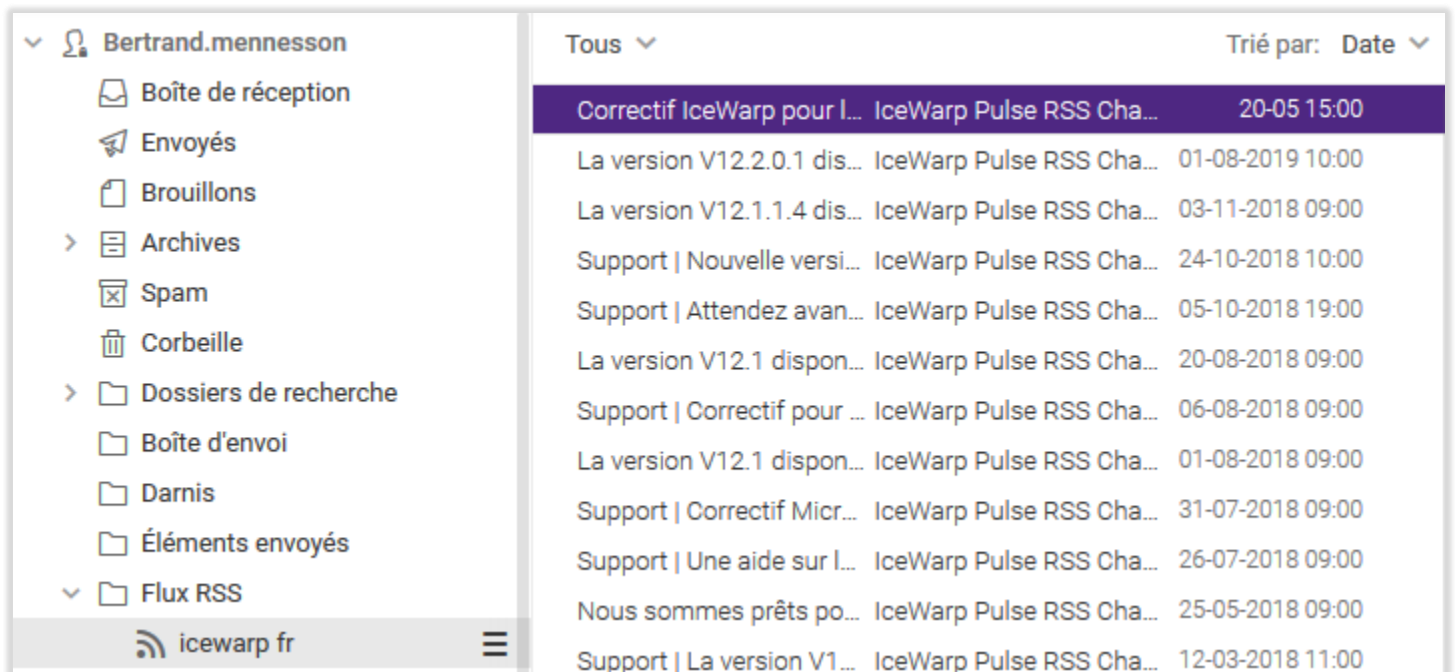 Bertrand.mennesson
Boîte de réception
Envoyés
Brouillons
Archives
Spam
Corbeille
Dossiers de recherche
Boîte d'envoi
Darnis
Éléments envoyés
Flux RSS
icewarp fr
Tous Trié par: Date
Correctif IceWarp pour l... IceWarp Pulse RSS Cha... 20-05 15:00
La version V12.2.0.1 dis... IceWarp Pulse RSS Cha... 01-08-2019 10:00
La version V12.1.1.4 dis... IceWarp Pulse RSS Cha... 03-11-2018 09:00
Support | Nouvelle versi... IceWarp Pulse RSS Cha... 24-10-2018 10:00
Support | Attendez avan... IceWarp Pulse RSS Cha... 05-10-2018 19:00
La version V12.1 dispon... IceWarp Pulse RSS Cha... 20-08-2018 09:00
Support | Correctif pour ... IceWarp Pulse RSS Cha... 06-08-2018 09:00
La version V12.1 dispon... IceWarp Pulse RSS Cha... 01-08-2018 09:00
Support | Correctif Micr... IceWarp Pulse RSS Cha... 31-07-2018 09:00
Support | Une aide sur l... IceWarp Pulse RSS Cha... 26-07-2018 09:00
Nous sommes prêts po... IceWarp Pulse RSS Cha... 25-05-2018 09:00
Support | La version V1... IceWarp Pulse RSS Cha... 12-03-2018 11:00